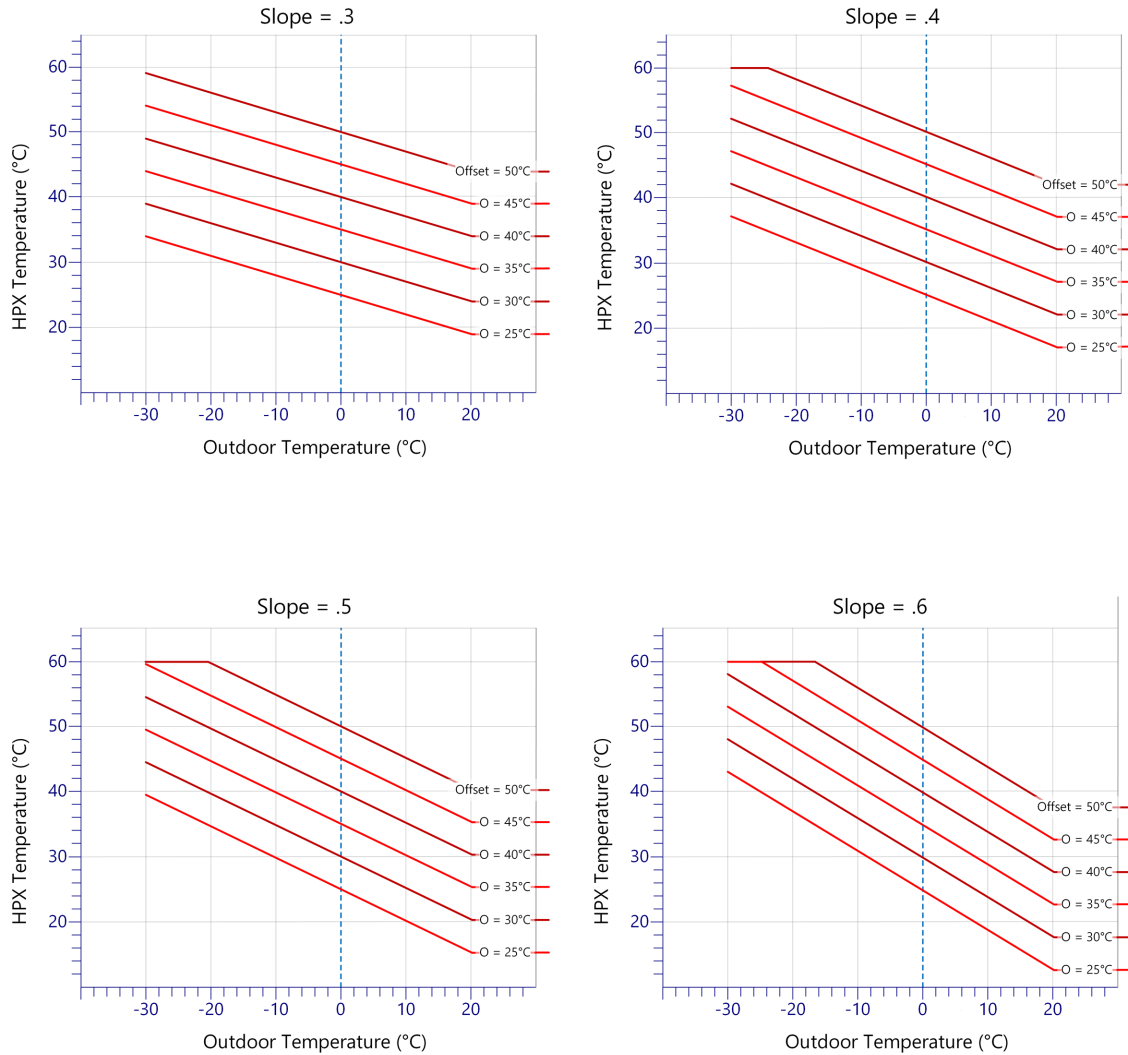 Slope = .3
60
50
40
30
20
HPX Temperature (°C)
Offset = 50°C
O = 45°C
O = 40°C
O = 35°C
O = 30°C
O = 25°C
-30 -20 -10 0 10 20
Outdoor Temperature (°C)
Slope = .4
60
50
40
30
20
HPX Temperature (°C)
Offset = 50°C
O = 45°C
O = 40°C
O = 35°C
O = 30°C
O = 25°C
-30 -20 -10 0 10 20
Outdoor Temperature (°C)
Slope = .5
60
50
40
30
20
HPX Temperature (°C)
Offset = 50°C
O = 45°C
O = 40°C
O = 35°C
O = 30°C
O = 25°C
-30 -20 -10 0 10 20
Outdoor Temperature (°C)
Slope = .6
60
50
40
30
20
HPX Temperature (°C)
Offset = 50°C
O = 45°C
O = 40°C
O = 35°C
O = 30°C
O = 25°C
-30 -20 -10 0 10 20
Outdoor Temperature (°C)